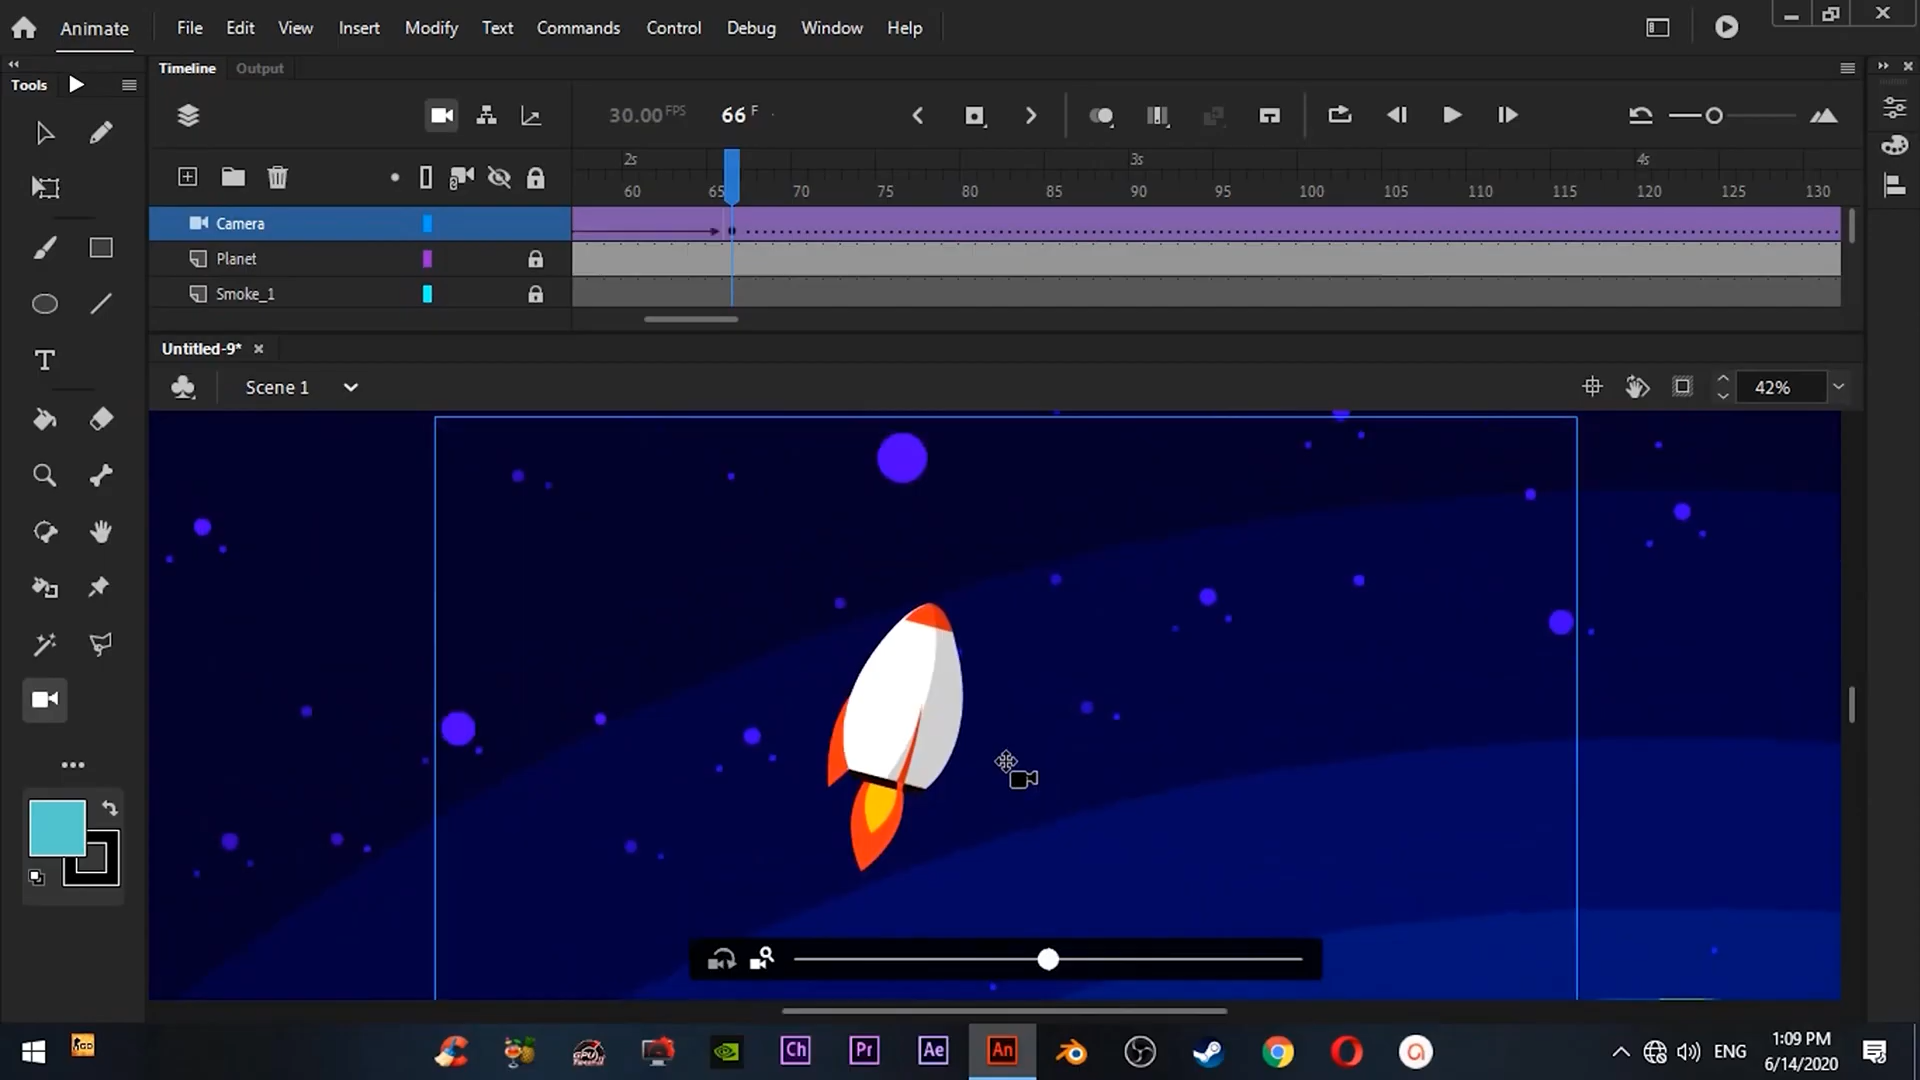 Animate File Edit View Insert Modify Text Commands Control Debug Window Help
Timeline Output
Tools
30.00 FPS 66 F
2s 3s 4s
60 65 70 75 80 85 90 95 100 105 110 115 120 125 130
Camera
Planet
Smoke_1
Untitled-9* ×
Scene 1 42%
T
Ch Pr Ae An ENG
1:09 PM
6/14/2020